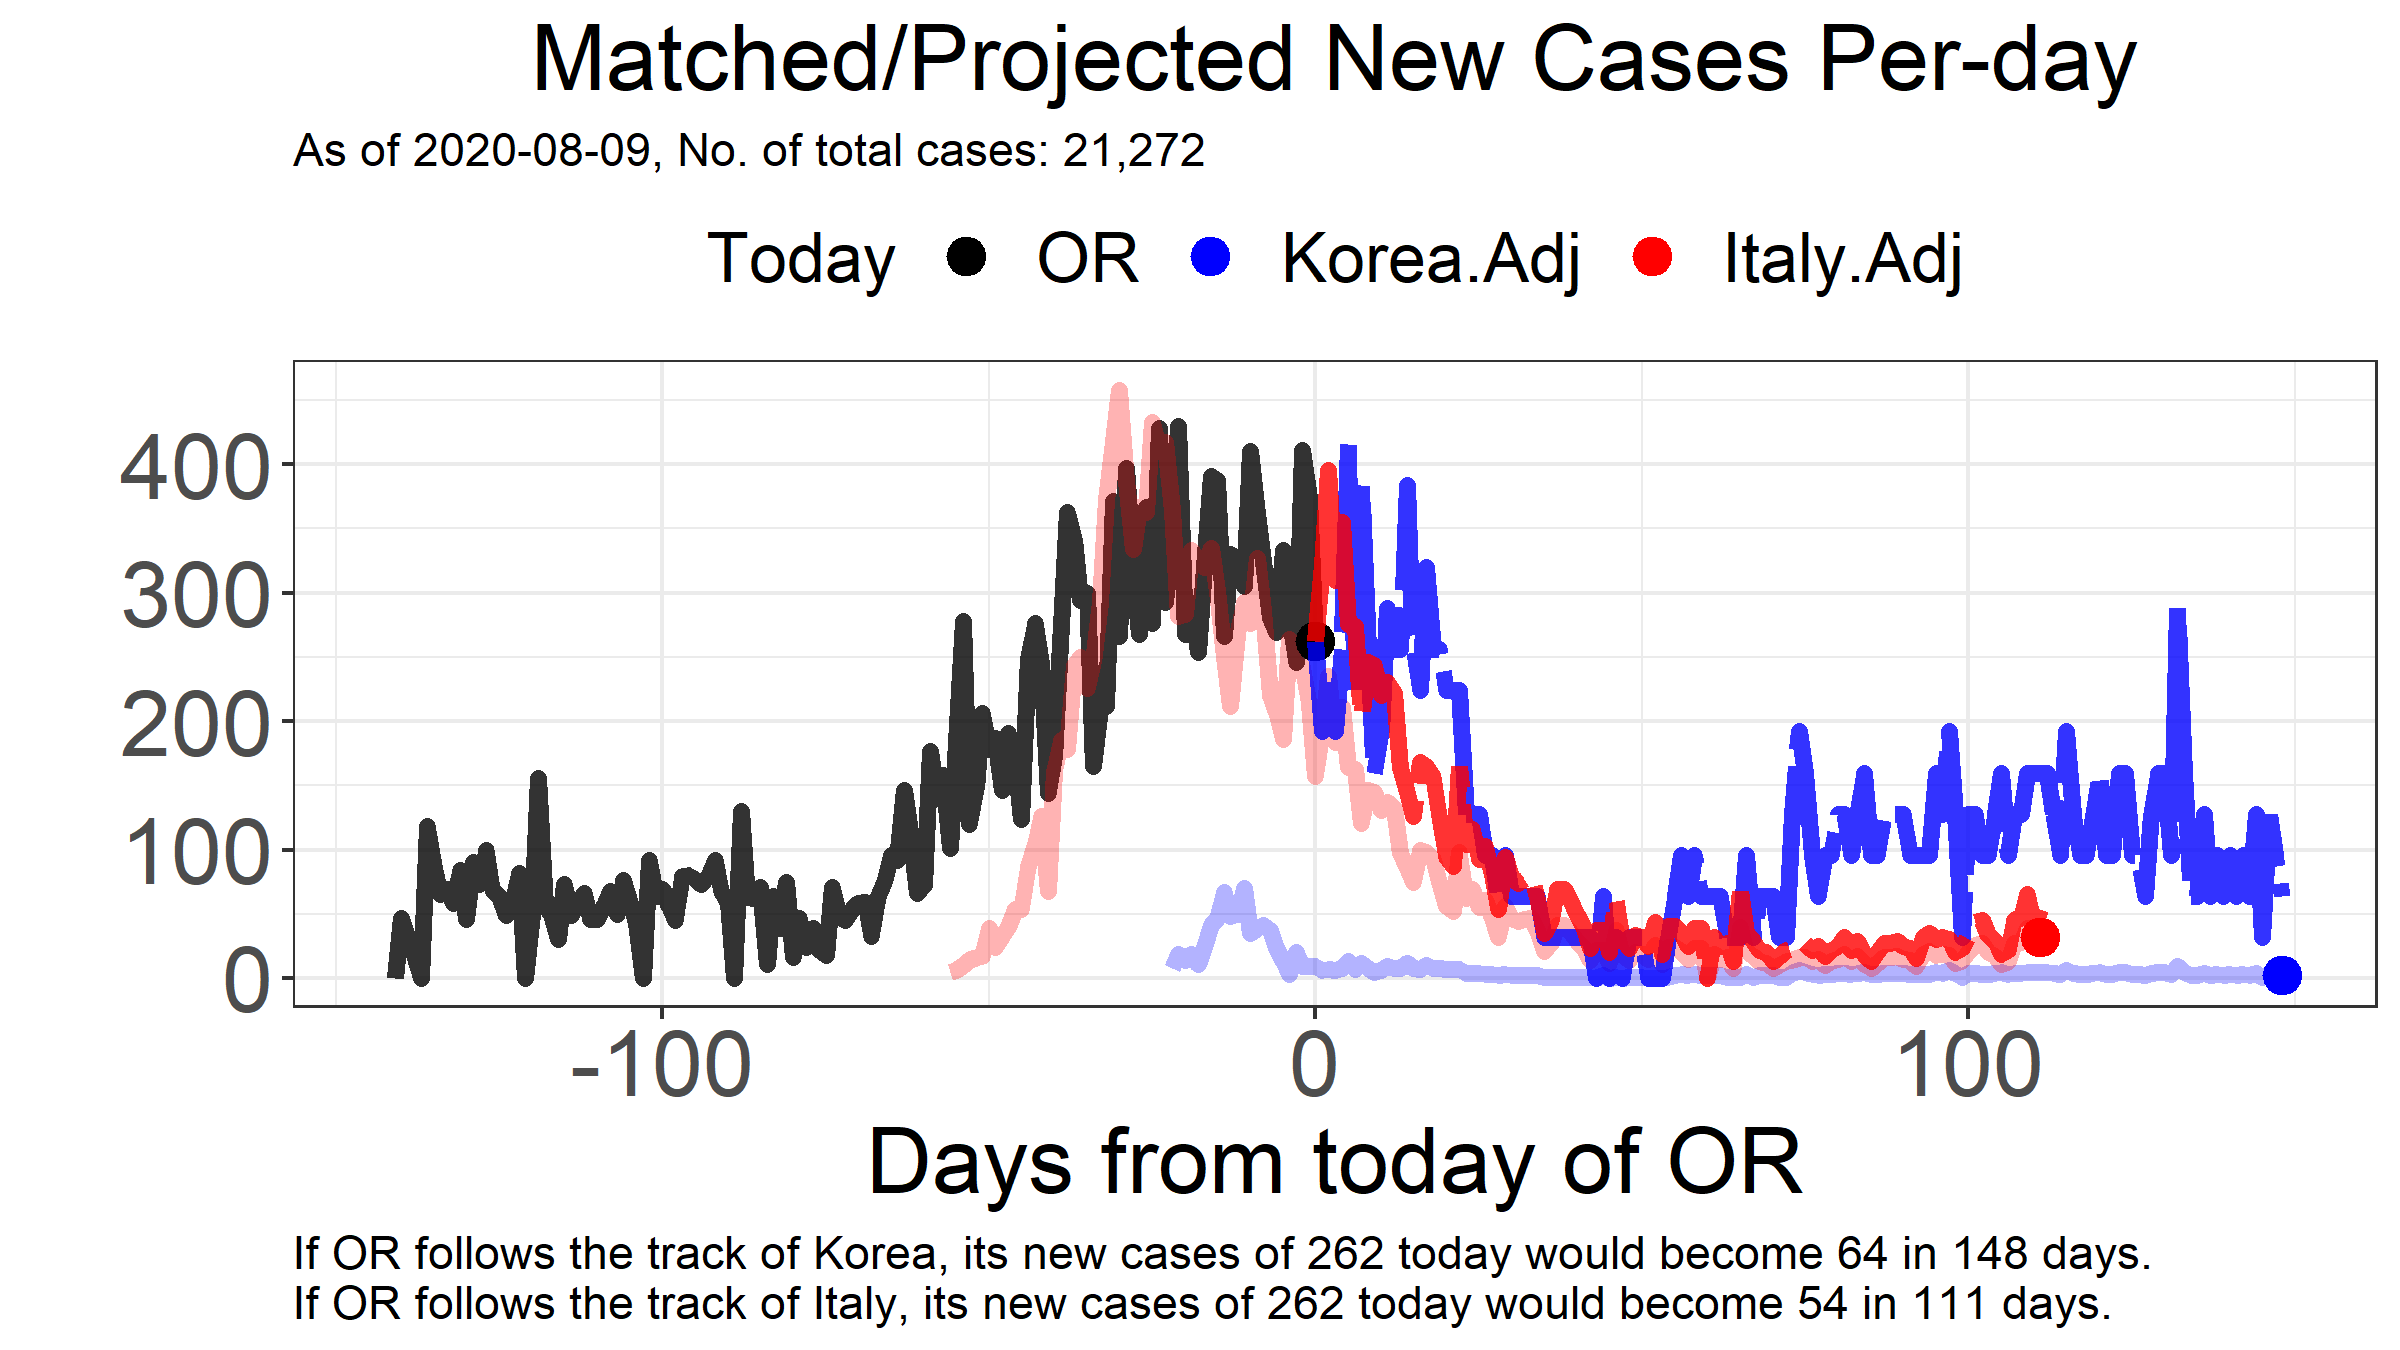 Matched/Projected New Cases Per-day
As of 2020-08-09, No. of total cases: 21,272
Today OR Korea.Adj Italy.Adj
400
300
200
100
0
-100 0 100
Days from today of OR
If OR follows the track of Korea, its new cases of 262 today would become 64 in 148 days.
If OR follows the track of Italy, its new cases of 262 today would become 54 in 111 days.